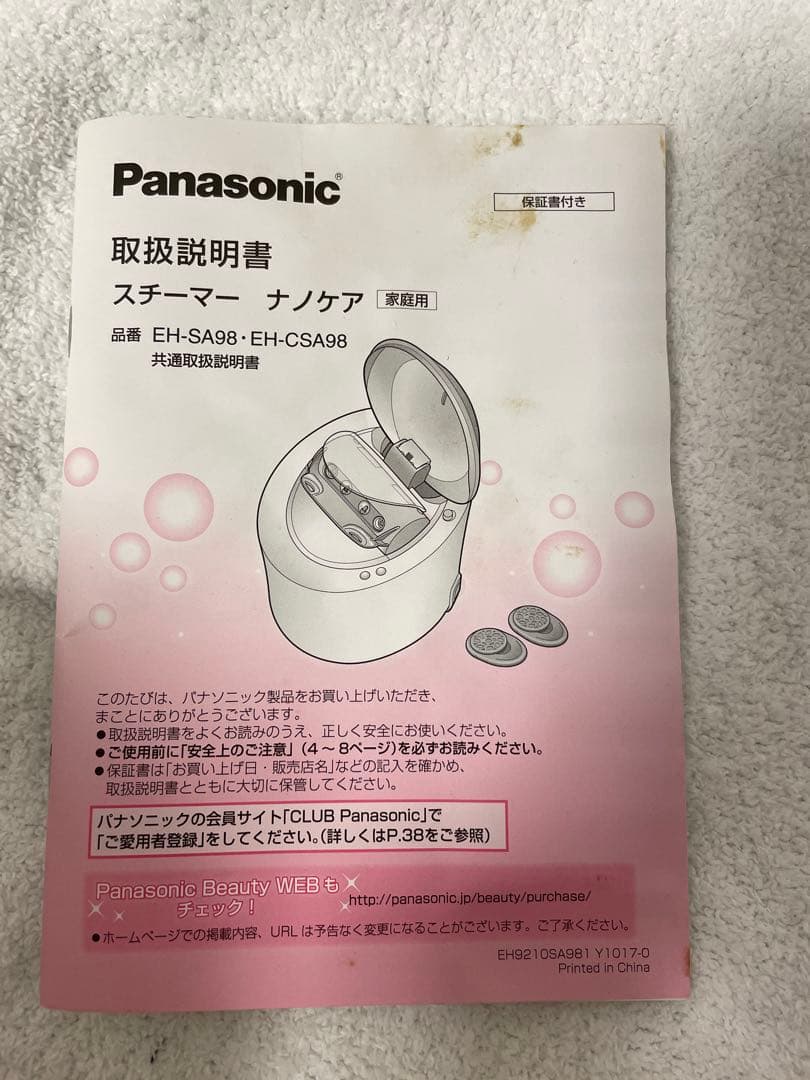 Panasonic®
保証書付き
取扱説明書
スチーマー ナノケア 家庭用
品番 EH-SA98・EH-CSA98
共通取扱説明書
このたびは、パナソニック製品をお買い上げいただき、
まことにありがとうございます。
●取扱説明書をよくお読みのうえ、正しく安全にお使いください。
●ご使用前に「安全上のご注意」(4～8ページ)を必ずお読みください。
●保証書は「お買い上げ日・販売店名」などの記入を確かめ、
取扱説明書とともに大切に保管してください。
パナソニックの会員サイト「CLUB Panasonic」で
「ご愛用者登録」をしてください。(詳しくはP.38をご参照)
Panasonic Beauty WEBも
チェック!
http://panasonic.jp/beauty/purchase/
●ホームページでの掲載内容、URLは予告なく変更になることがございます。ご了承ください。
EH9210SA981 Y1017-0
Printed in China